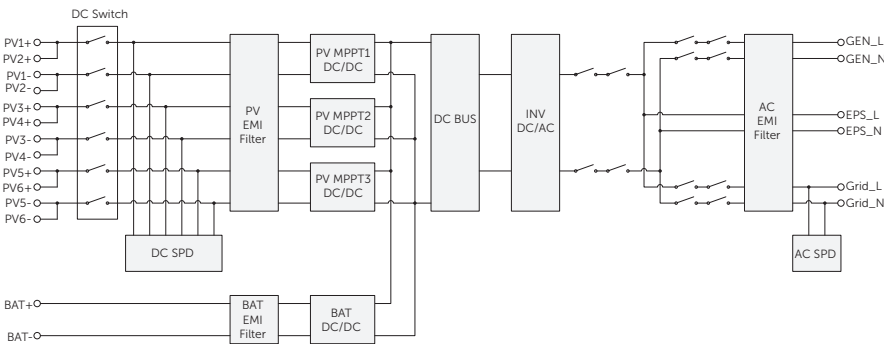 DC Switch
PV1+
PV2+
PV1-
PV2-
PV3+
PV4+
PV3-
PV4-
PV5+
PV6+
PV5-
PV6-
DC SPD
PV
EMI
Filter
PV MPPT1
DC/DC
PV MPPT2
DC/DC
PV MPPT3
DC/DC
DC BUS
INV
DC/AC
AC
EMI
Filter
GEN_L
GEN_N
EPS_L
EPS_N
Grid_L
Grid_N
AC SPD
BAT+
BAT-
BAT
EMI
Filter
BAT
DC/DC